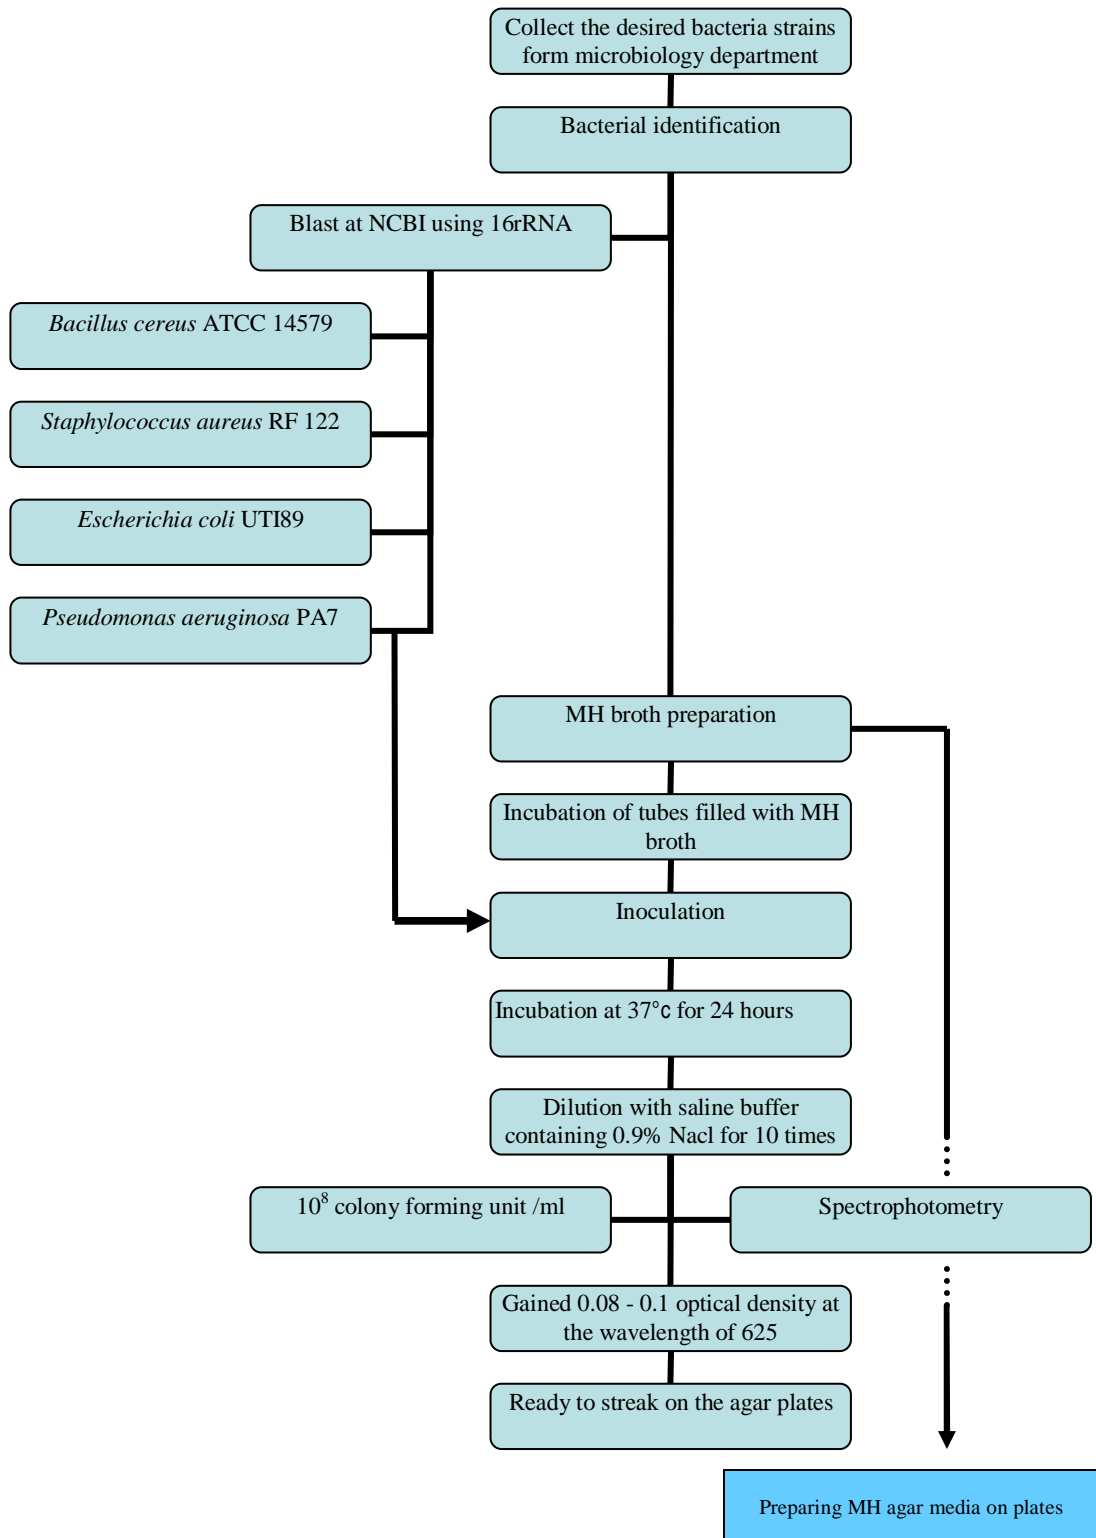 Collect the desired bacteria strains
form microbiology department
Bacterial identification
Blast at NCBI using 16rRNA
Bacillus cereus ATCC 14579
Staphylococcus aureus RF 122
Escherichia coli UTI89
Pseudomonas aeruginosa PA7
MH broth preparation
Incubation of tubes filled with MH
broth
Inoculation
Incubation at 37°c for 24 hours
Dilution with saline buffer
containing 0.9% Nacl for 10 times
10⁸ colony forming unit /ml
Spectrophotometry
Gained 0.08 - 0.1 optical density at
the wavelength of 625
Ready to streak on the agar plates
Preparing MH agar media on plates